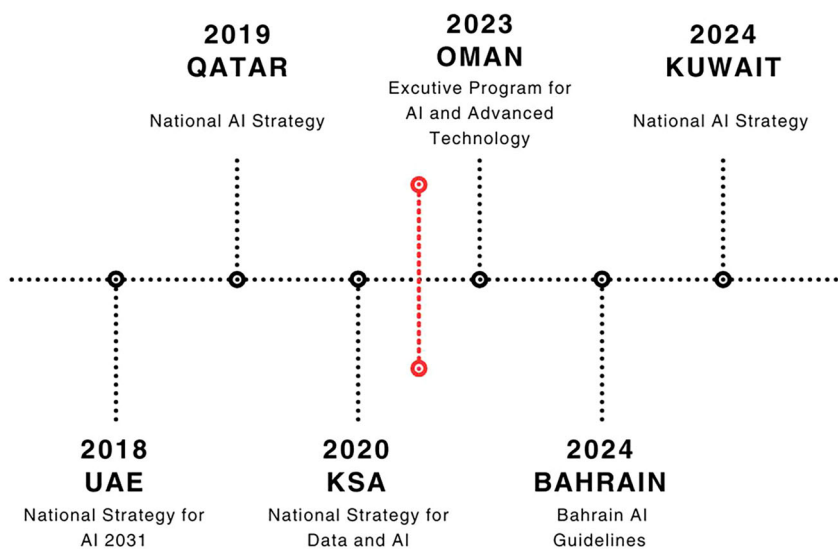 2019
QATAR
National AI Strategy
2023
OMAN
Excutive Program for
AI and Advanced
Technology
2024
KUWAIT
National AI Strategy
2018
UAE
National Strategy for
AI 2031
2020
KSA
National Strategy for
Data and AI
2024
BAHRAIN
Bahrain AI
Guidelines